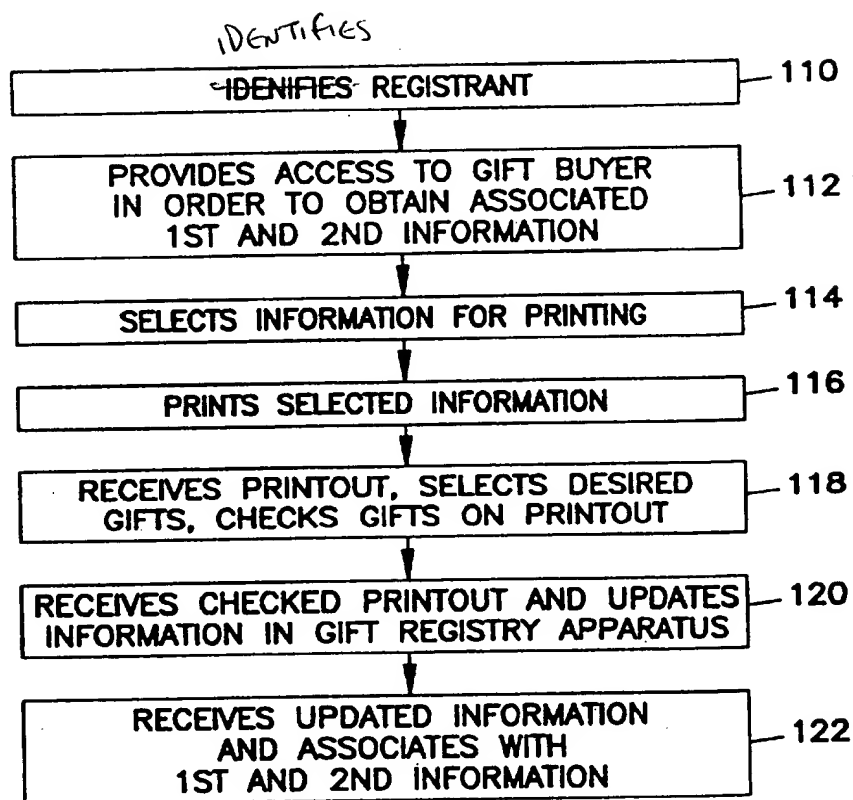 IDENTIFIES
IDENIFIES REGISTRANT 110
PROVIDES ACCESS TO GIFT BUYER 112
IN ORDER TO OBTAIN ASSOCIATED
1ST AND 2ND INFORMATION
SELECTS INFORMATION FOR PRINTING 114
PRINTS SELECTED INFORMATION 116
RECEIVES PRINTOUT, SELECTS DESIRED 118
GIFTS, CHECKS GIFTS ON PRINTOUT
RECEIVES CHECKED PRINTOUT AND UPDATES 120
INFORMATION IN GIFT REGISTRY APPARATUS
RECEIVES UPDATED INFORMATION
AND ASSOCIATES WITH 122
1ST AND 2ND INFORMATION